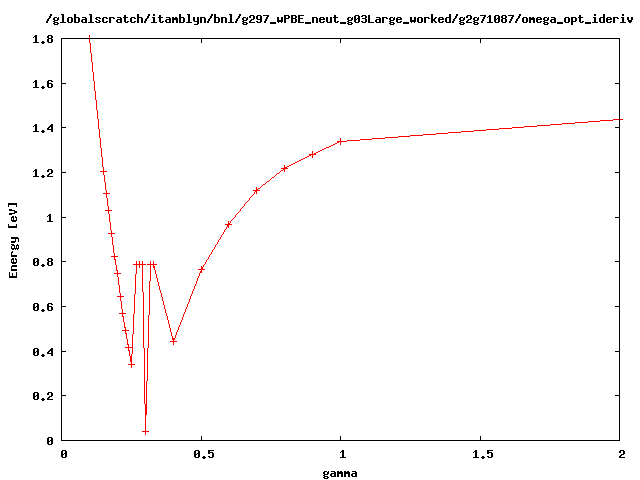 /globalscratch/itamblyn/bnl/g297_wPBE_neut_g03Large_worked/g2g71087/omega_opt_ideriv
1.8
1.6
1.4
1.2
1
0.8
0.6
0.4
0.2
0
Energy [eV]
0 0.5 1 1.5 2
gamma